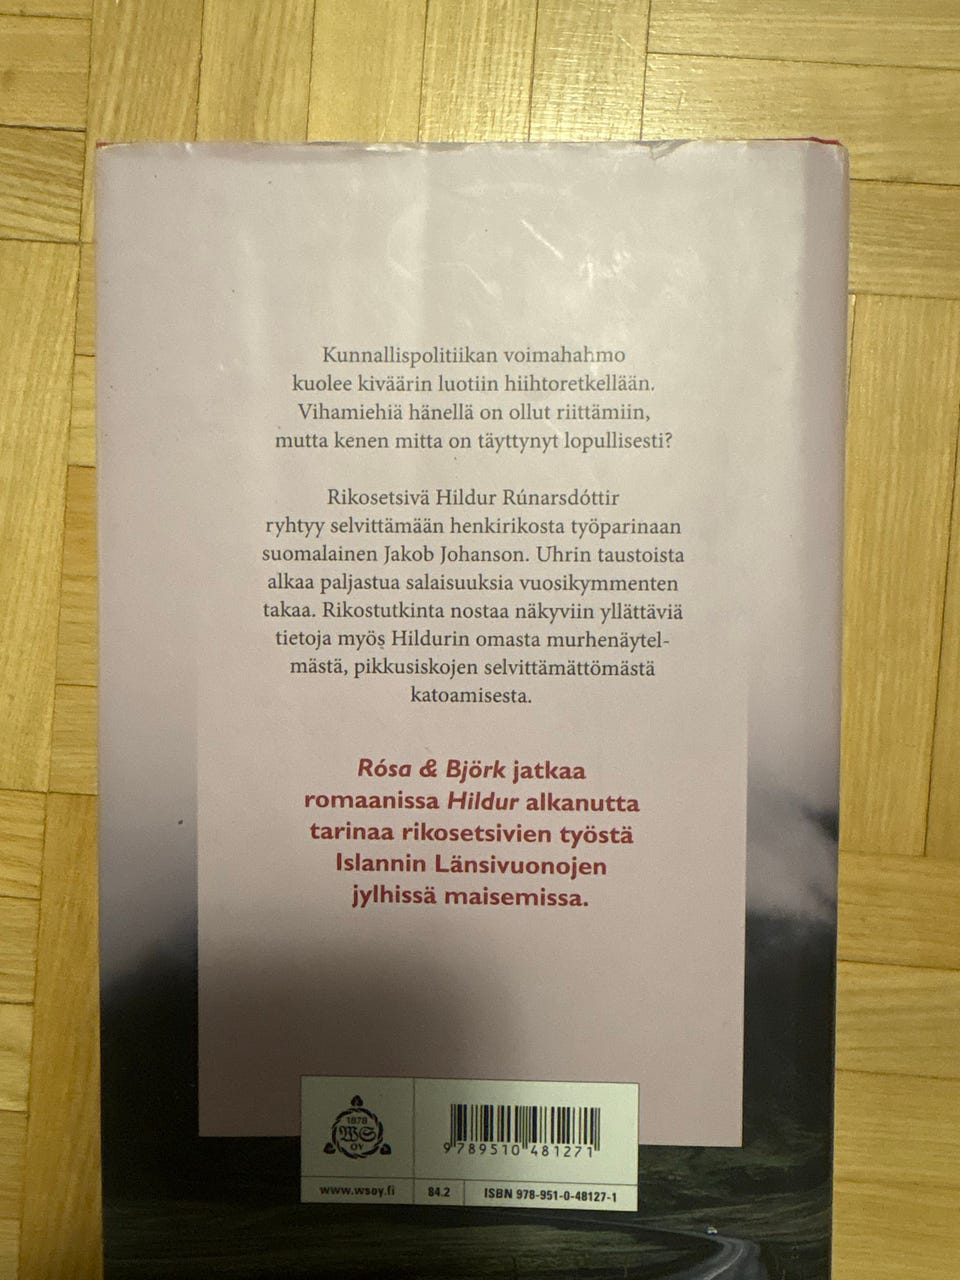 Kunnallispolitiikan voimahahmo
kuolee kiväärin luotiin hiihtoretkellään.
Vihamiehiä hänellä on ollut riittämiin,
mutta kenen mitta on täyttynyt lopullisesti?
Rikosetsivä Hildur Rúnarsdóttir
ryhtyy selvittämään henkirikosta työparinaan
suomalainen Jakob Johanson. Uhrin taustoista
alkaa paljastua salaisuuksia vuosikymmenten
takaa. Rikostutkinta nostaa näkyviin yllättäviä
tietoja myös Hildurin omasta murhenäytel-
mästä, pikkusiskojen selvittämättömästä
katoamisesta.
Rósa & Björk jatkaa
romaanissa Hildur alkanutta
tarinaa rikosetsivien työstä
Islannin Länsivuonojen
jylhissä maisemissa.
1878
WS
OY
9 789510 481271
www.wsoy.fi
84.2
ISBN 978-951-0-48127-1